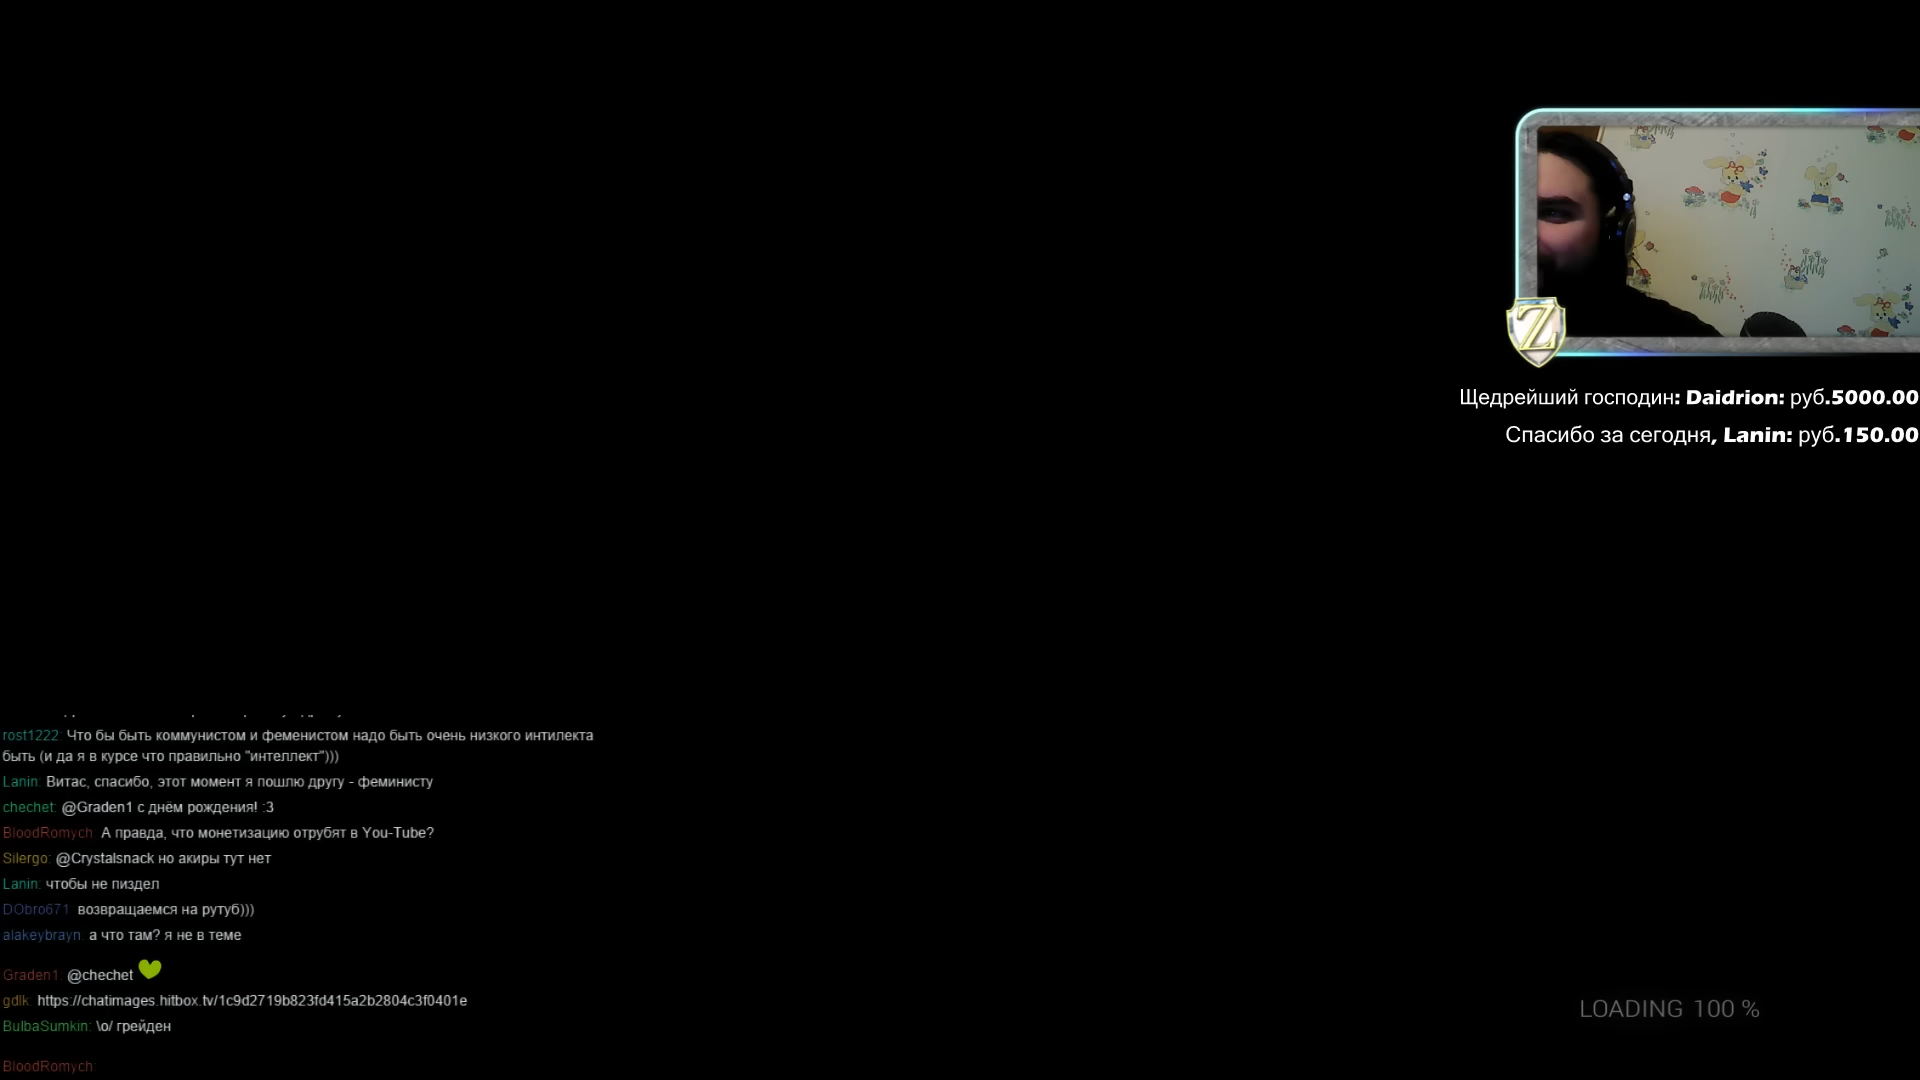 Z
Щедрейший господин: Daidrion: руб.5000.00
Спасибо за сегодня, Lanin: руб.150.00
rost1222: Что бы быть коммунистом и феменистом надо быть очень низкого интилекта
быть (и да я в курсе что правильно "интеллект")))
Lanin: Витас, спасибо, этот момент я пошлю другу - феминисту
chechet: @Graden1 с днём рождения! :3
BloodRomych: А правда, что монетизацию отрубят в You-Tube?
Silergo: @Crystalsnack но акиры тут нет
Lanin: чтобы не пиздел
DObro671: возвращаемся на рутуб)))
alakeybrayn: а что там? я не в теме
Graden1: @chechet
gdlk: https://chatimages.hitbox.tv/1c9d2719b823fd415a2b2804c3f0401e
BulbaSumkin: \o/ грейден
BloodRomych:
LOADING 100 %